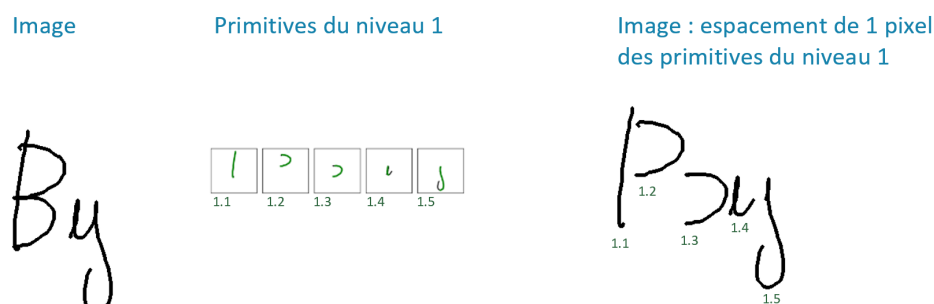 Image
Primitives du niveau 1
Image : espacement de 1 pixel
des primitives du niveau 1
By
1.1 1.2 1.3 1.4 1.5
By
1.2
1.1
1.3
1.4
1.5